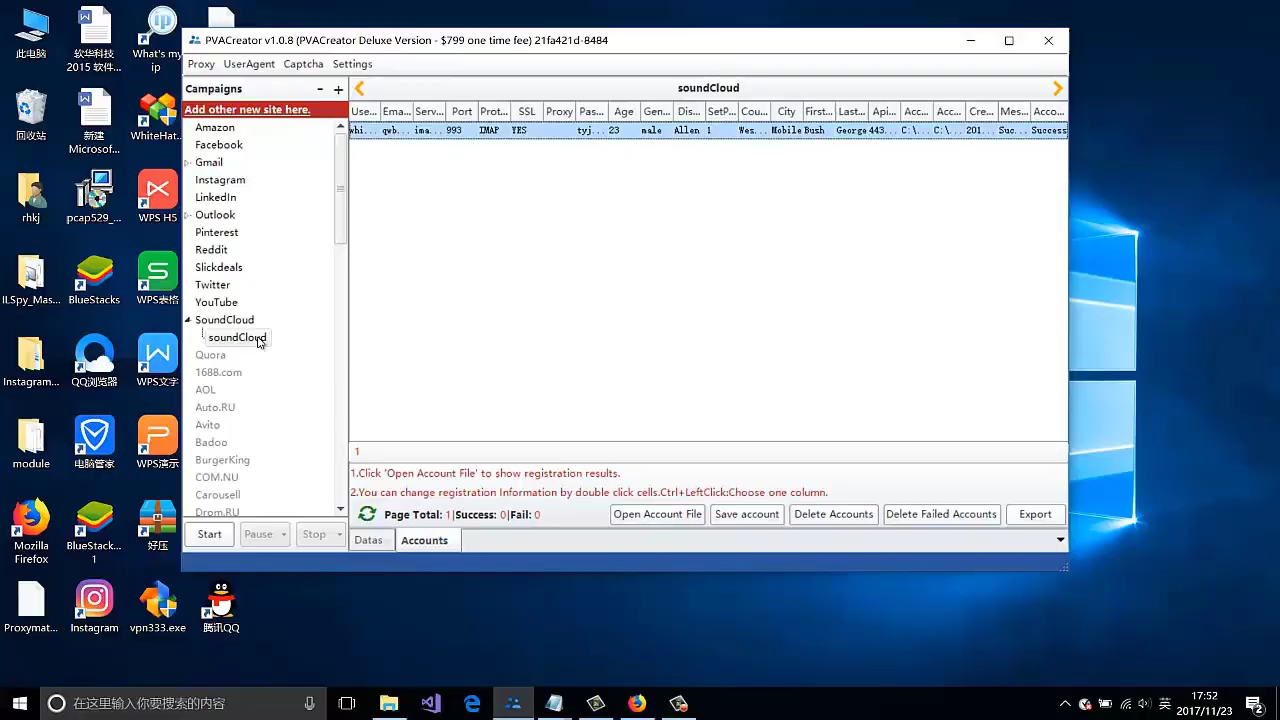 此电脑
软华科技
2015 软件...
What's my
ip
回收站
新建
Microsoft...
WhiteHat...
rhkj
pcap529_...
WPS H5
ILSpy_Mas...
BlueStacks
WPS表格
Instagram...
QQ浏览器
WPS文字
module
电脑管家
WPS演示
Mozilla
Firefox
BlueStack...
1
好压
Proxymat...
Instagram
vpn333.exe
腾讯QQ
PVACreator v1.0.8 (PVACreator Deluxe Version - $799 one time fee) 21fa421d-8484
Proxy UserAgent Captcha Settings
Campaigns - +
Add other new site here.
Amazon
Facebook
Gmail
Instagram
LinkedIn
Outlook
Pinterest
Reddit
Slickdeals
Twitter
YouTube
SoundCloud
soundCloud
Quora
1688.com
AOL
Auto.RU
Avito
Badoo
BurgerKing
COM.NU
Carousell
Drom.RU
Start Pause Stop
soundCloud
Use... Ema... Serv... Port Prot... SSL Proxy Pas... Age Gen... Dis... SetP... Cou... City First... Last... Api... Acc... Acc... Cre... Mes... Acco...
whi... qwb... ima... 993 IMAP YES tyj... 23 male Allen 1 Wes... Mobile Bush George 443... C:\... C:\... 201... Suc... Success
1
1.Click 'Open Account File' to show registration results.
2.You can change registration Information by double click cells.Ctrl+LeftClick:Choose one column.
Page Total: 1|Success: 0|Fail: 0
Open Account File Save account Delete Accounts Delete Failed Accounts Export
Datas Accounts
在这里输入你要搜索的内容
英
17:52
2017/11/23
2